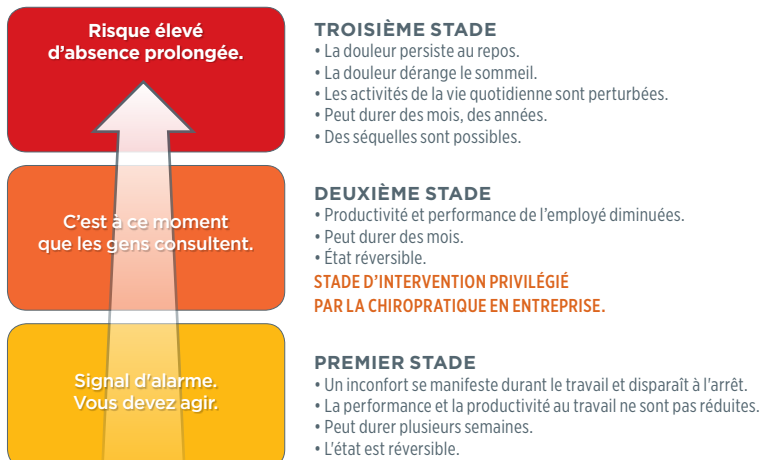 Risque élevé
d’absence prolongée.
TROISIÈME STADE
• La douleur persiste au repos.
• La douleur dérange le sommeil.
• Les activités de la vie quotidienne sont perturbées.
• Peut durer des mois, des années.
• Des séquelles sont possibles.
C’est à ce moment
que les gens consultent.
DEUXIÈME STADE
• Productivité et performance de l’employé diminuées.
• Peut durer des mois.
• État réversible.
STADE D’INTERVENTION PRIVILÉGIÉ
PAR LA CHIROPRATIQUE EN ENTREPRISE.
Signal d'alarme.
Vous devez agir.
PREMIER STADE
• Un inconfort se manifeste durant le travail et disparaît à l'arrêt.
• La performance et la productivité au travail ne sont pas réduites.
• Peut durer plusieurs semaines.
• L'état est réversible.